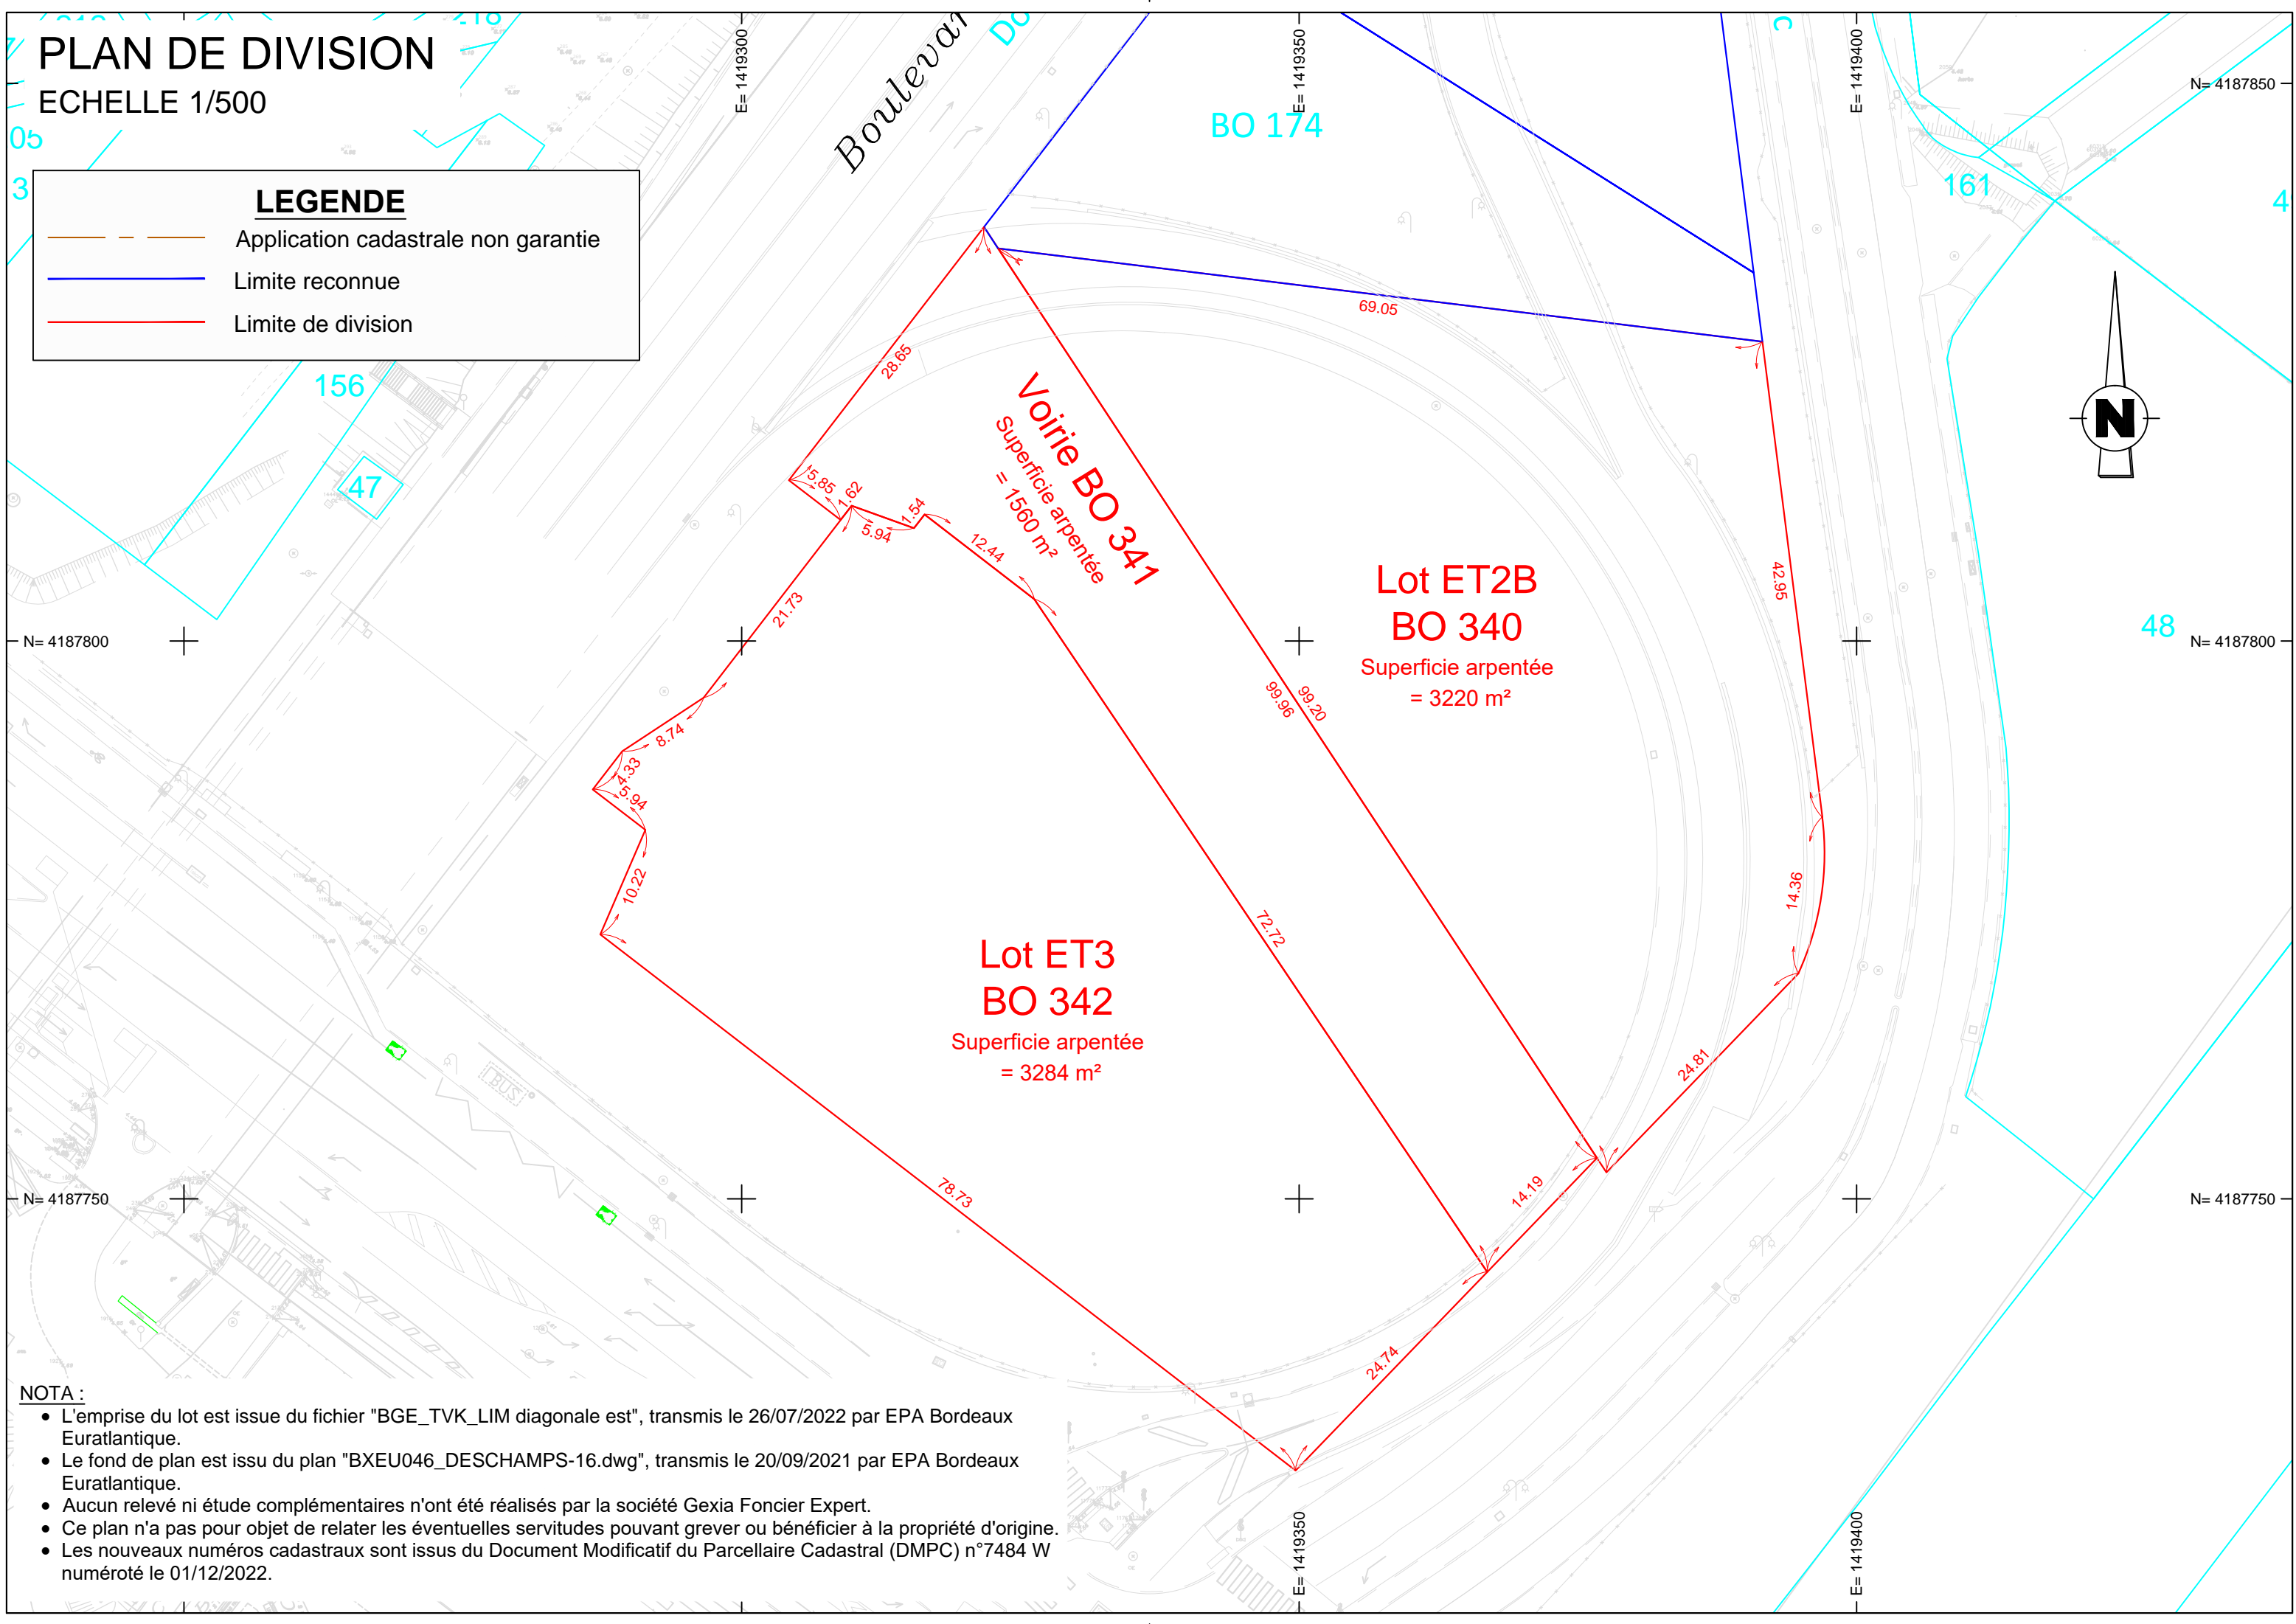 PLAN DE DIVISION
ECHELLE 1/500
LEGENDE
Application cadastrale non garantie
Limite reconnue
Limite de division
05
3
156
47
E= 1419300
E= 1419350
E= 1419400
N= 4187850
BO 174
161
4
48
N= 4187800
N= 4187800
N= 4187750
N= 4187750
E= 1419350
E= 1419400
N
69.05
28.65
5.85
1.62
5.94
1.54
12.44
21.73
8.74
4.33
5.94
10.22
78.73
24.74
72.72
14.19
99.96
99.20
24.81
14.36
42.95
Voirie BO 341
Superficie arpentée
= 1560 m²
Lot ET2B
BO 340
Superficie arpentée
= 3220 m²
Lot ET3
BO 342
Superficie arpentée
= 3284 m²
BUS
NOTA :
• L'emprise du lot est issue du fichier "BGE_TVK_LIM diagonale est", transmis le 26/07/2022 par EPA Bordeaux
Euratlantique.
• Le fond de plan est issu du plan "BXEU046_DESCHAMPS-16.dwg", transmis le 20/09/2021 par EPA Bordeaux
Euratlantique.
• Aucun relevé ni étude complémentaires n'ont été réalisés par la société Gexia Foncier Expert.
• Ce plan n'a pas pour objet de relater les éventuelles servitudes pouvant grever ou bénéficier à la propriété d'origine.
• Les nouveaux numéros cadastraux sont issus du Document Modificatif du Parcellaire Cadastral (DMPC) n°7484 W
numéroté le 01/12/2022.